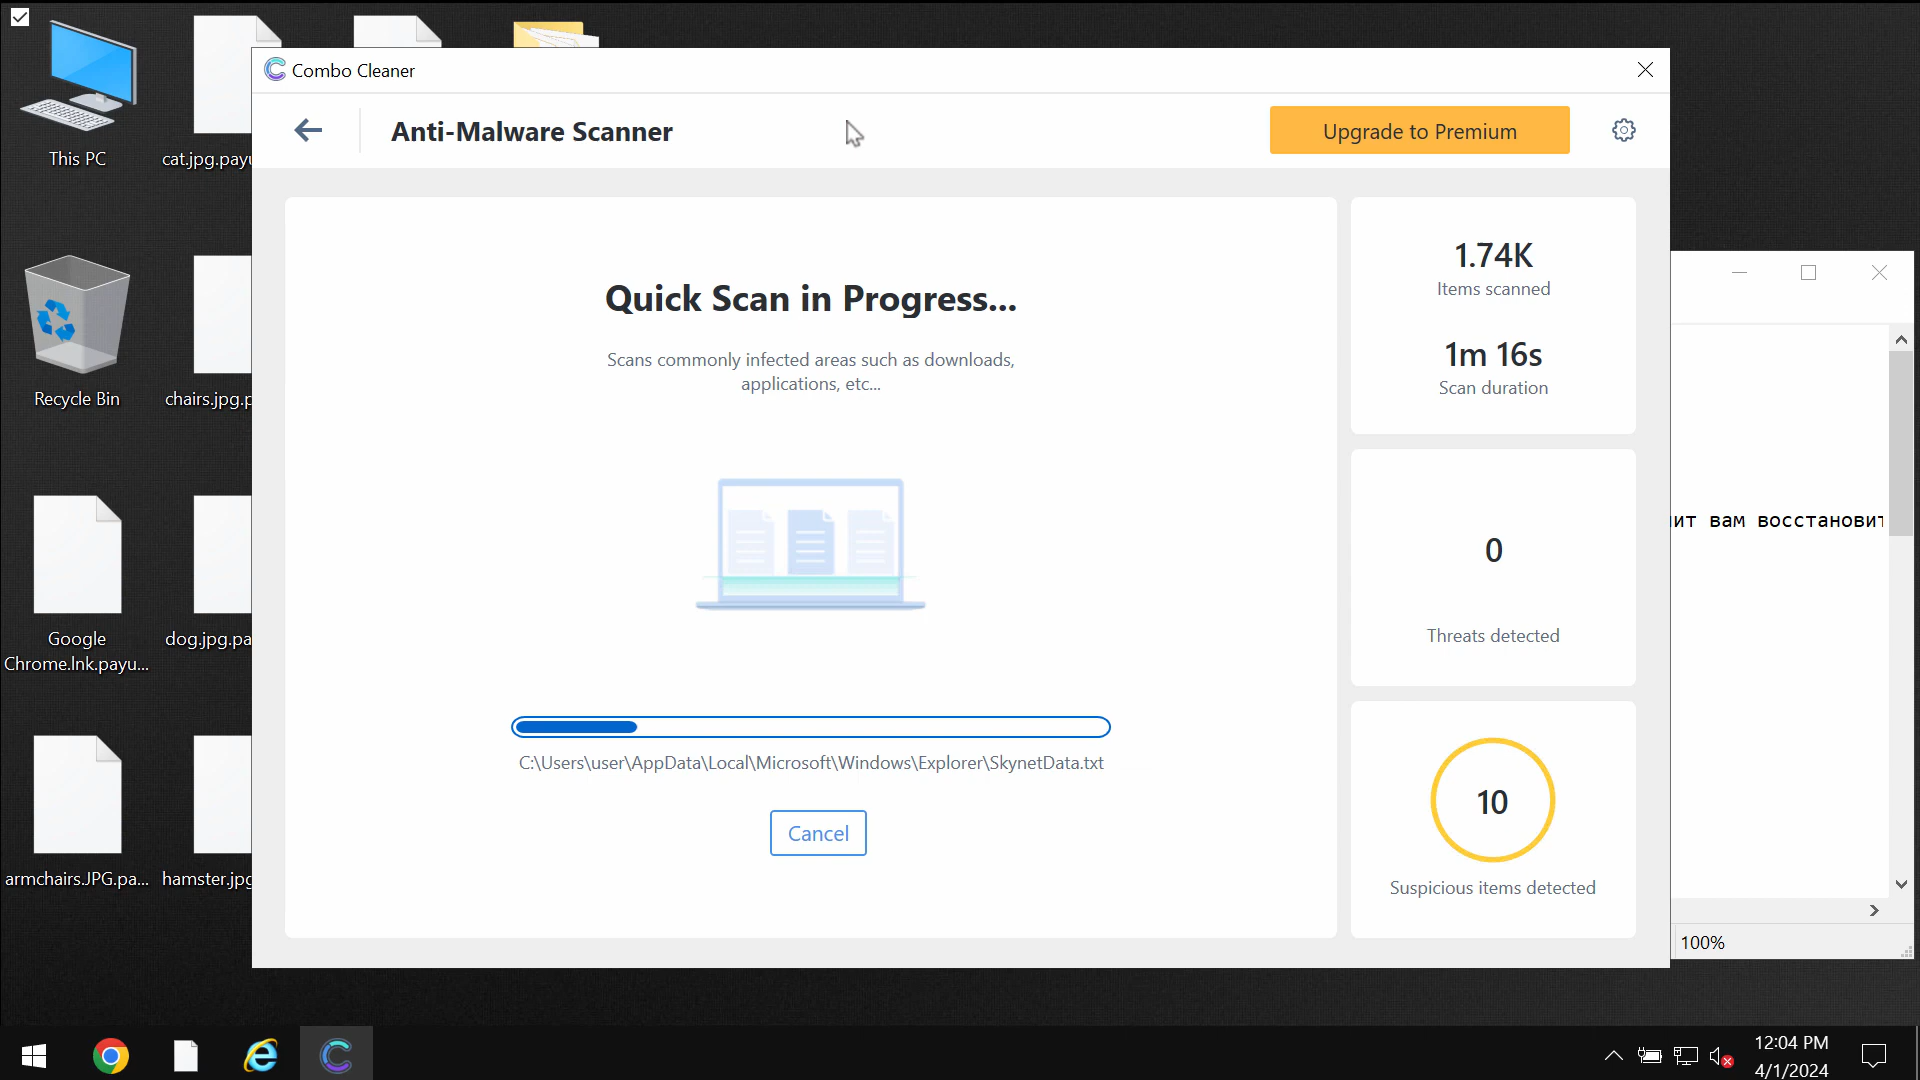 Combo Cleaner
Anti-Malware Scanner
Upgrade to Premium
This PC
cat.jpg.payu
Quick Scan in Progress...
Scans commonly infected areas such as downloads,
applications, etc...
1.74K
Items scanned
1m 16s
Scan duration
Recycle Bin
chairs.jpg.p
0
Threats detected
вам восстановит
Google
Chrome.lnk.payu...
dog.jpg.pa
C:\Users\user\AppData\Local\Microsoft\Windows\Explorer\SkynetData.txt
Cancel
10
Suspicious items detected
armchairs.JPG.pa...
hamster.jpg
100%
12:04 PM
4/1/2024